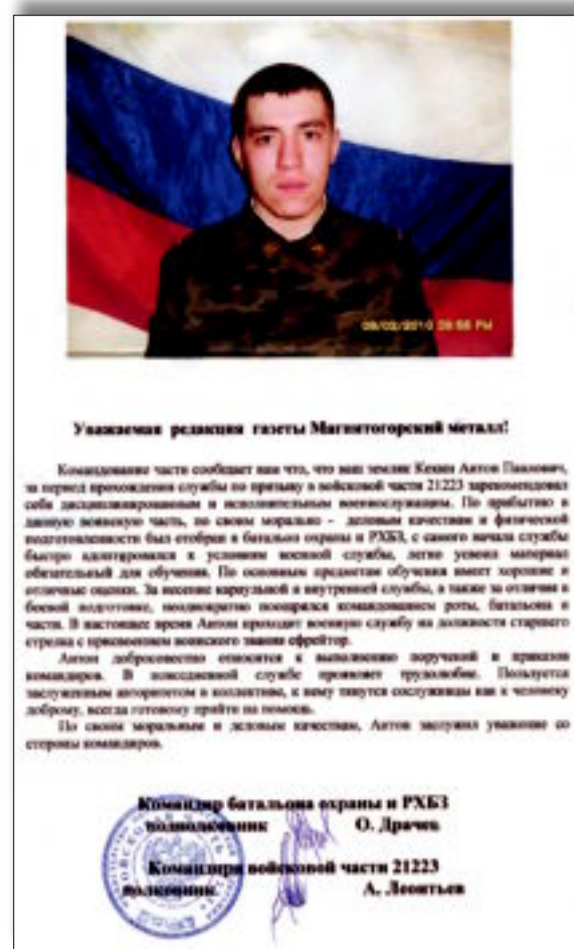 09/02/2010 08:56 PM
Уважаемая редакция газеты Магнитогорский металл!
Командование части сообщает вам что, что ваш земляк Кекин Антон Павлович,
за период прохождения службы по призыву в войсковой части 21223 зарекомендовал
себя дисциплинированным и исполнительным военнослужащим. По прибытию в
данную воинскую часть, по своим морально - деловым качествам и физической
подготовленности был отобран в батальон охраны и РХБЗ, с самого начала службы
быстро адаптировался к условиям военной службы, легко усвоил материал
обязательный для обучения. По основным предметам обучения имеет хорошие и
отличные оценки. За несение караульной и внутренней службы, а также за отличия в
боевой подготовке, неоднократно поощрялся командованием роты, батальона и
части. В настоящее время Антон проходит военную службу на должности старшего
стрелка с присвоением воинского звания ефрейтор.
Антон добросовестно относится к выполнению поручений и приказов
командиров. В повседневной службе проявляет трудолюбие. Пользуется
заслуженным авторитетом в коллективе, к нему тянутся сослуживцы как к человеку
доброму, всегда готовому прийти на помощь.
По своим моральным и деловым качествам, Антон заслужил уважение со
стороны командиров.
Командир батальона охраны и РХБЗ
подполковник О. Драчев
Командир войсковой части 21223
полковник А. Леонтьев